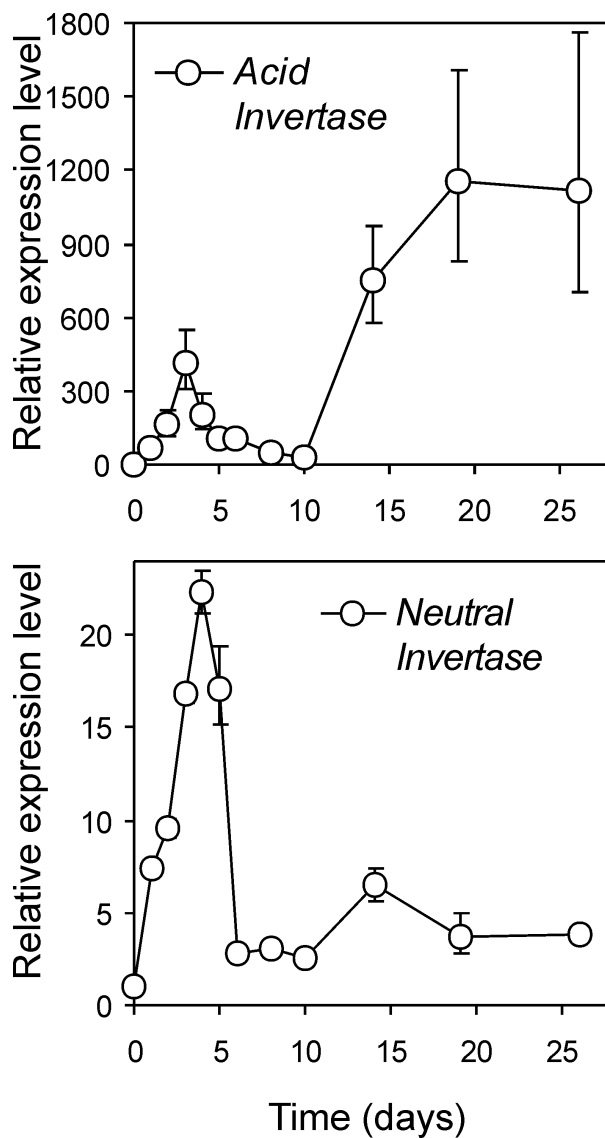 Relative expression level
1800
1500
1200
900
600
300
0
Acid
Invertase
0 5 10 15 20 25
Relative expression level
20
15
10
5
0
Neutral
Invertase
0 5 10 15 20 25
Time (days)